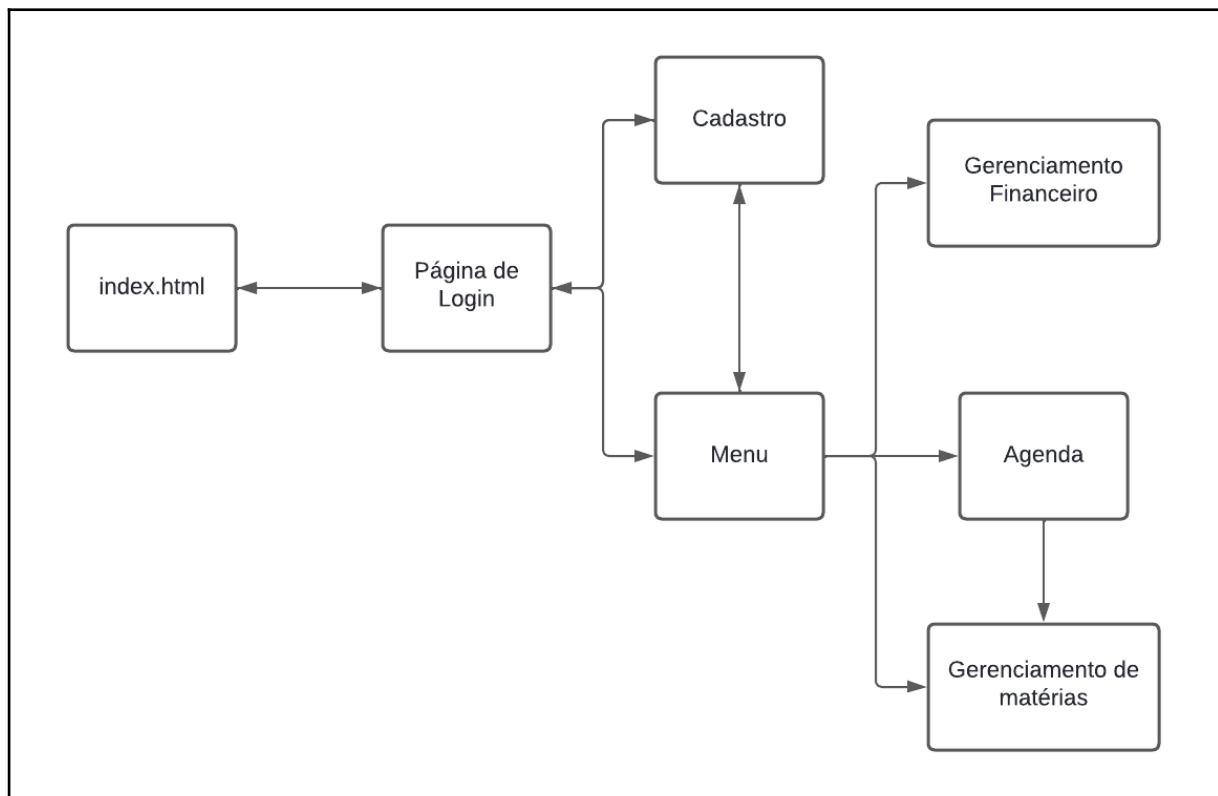 Cadastro
Gerenciamento
Financeiro
index.html
Página de
Login
Menu
Agenda
Gerenciamento de
matérias